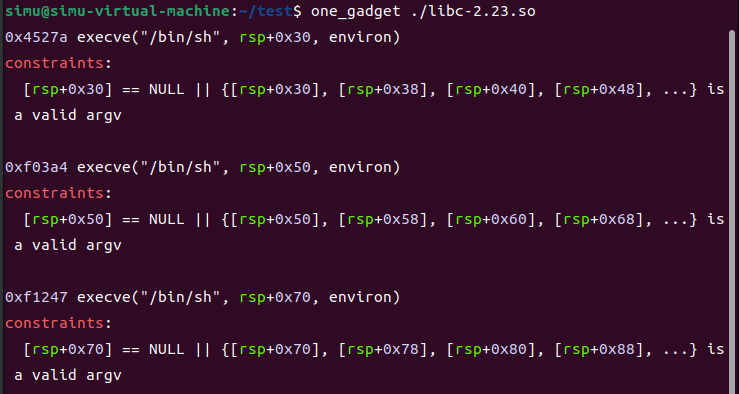 simu@simu-virtual-machine:~/test$ one_gadget ./libc-2.23.so
0x4527a execve("/bin/sh", rsp+0x30, environ)
constraints:
  [rsp+0x30] == NULL || {[rsp+0x30], [rsp+0x38], [rsp+0x40], [rsp+0x48], ...} is
 a valid argv

0xf03a4 execve("/bin/sh", rsp+0x50, environ)
constraints:
  [rsp+0x50] == NULL || {[rsp+0x50], [rsp+0x58], [rsp+0x60], [rsp+0x68], ...} is
 a valid argv

0xf1247 execve("/bin/sh", rsp+0x70, environ)
constraints:
  [rsp+0x70] == NULL || {[rsp+0x70], [rsp+0x78], [rsp+0x80], [rsp+0x88], ...} is
 a valid argv